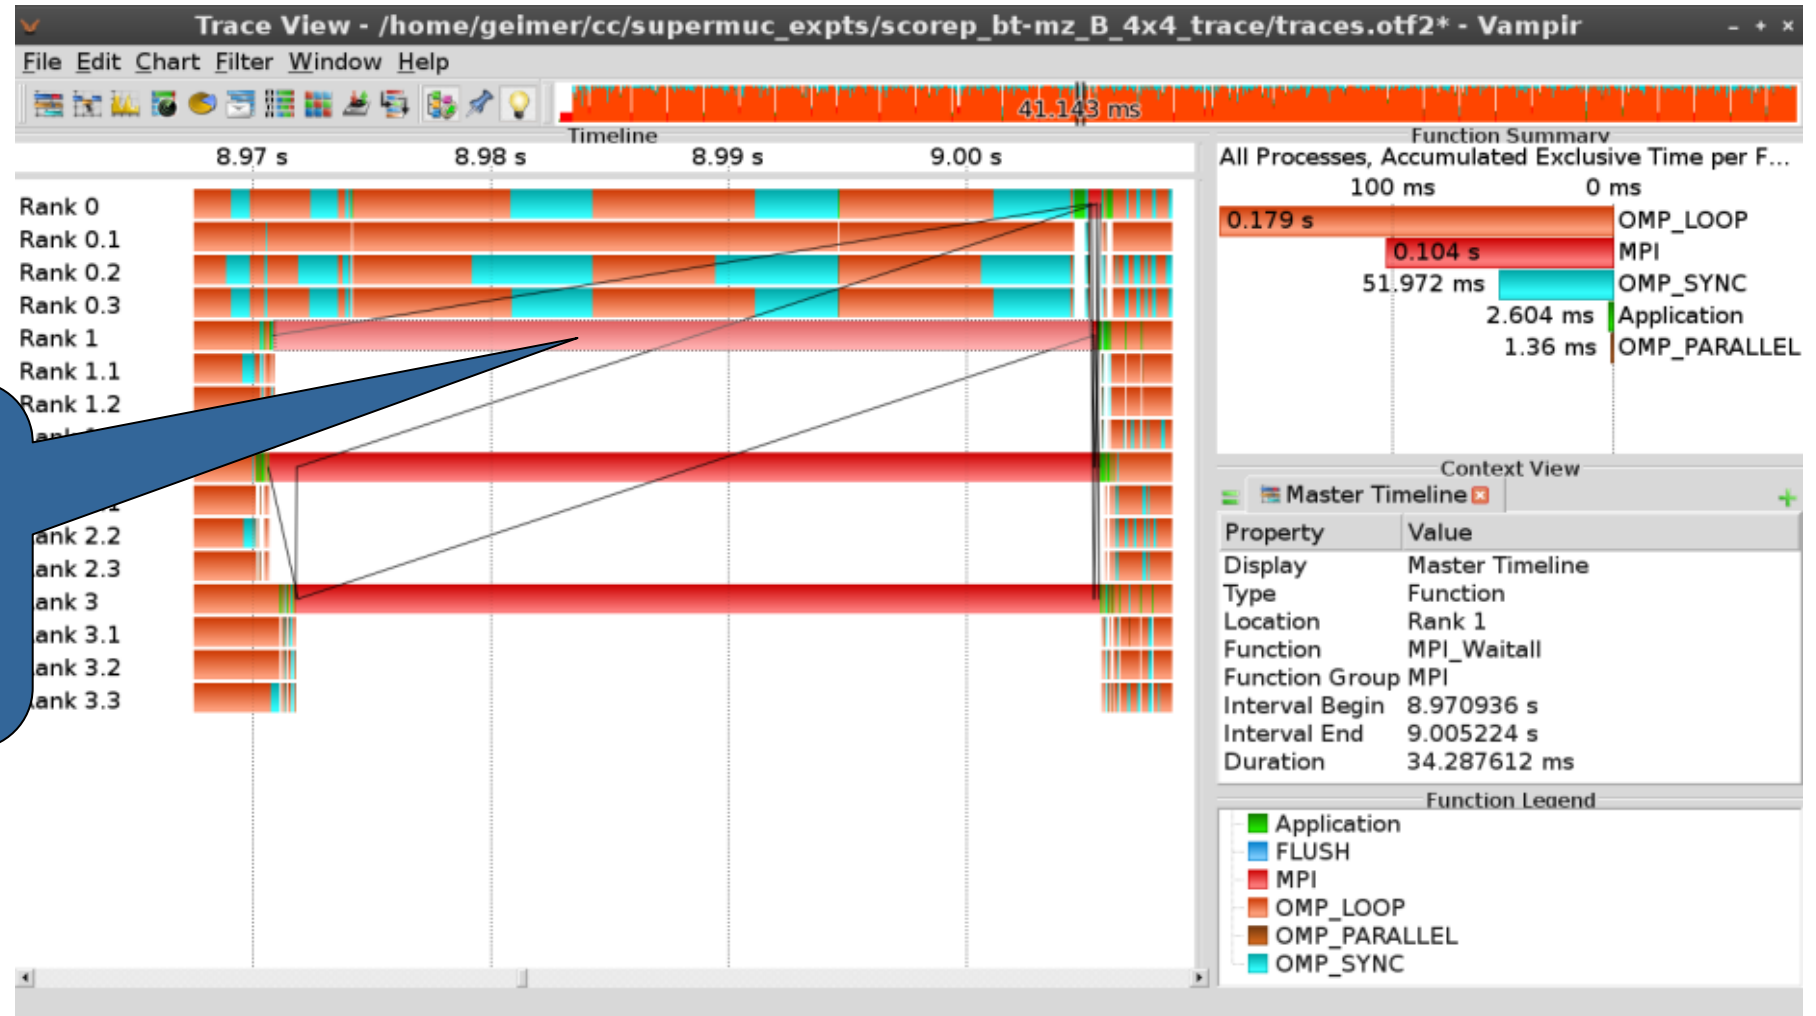 Trace View - /home/geimer/cc/supermuc_expts/scorep_bt-mz_B_4x4_trace/traces.otf2* - Vampir
File Edit Chart Filter Window Help
41.143 ms
Timeline
8.97 s 8.98 s 8.99 s 9.00 s
Rank 0
Rank 0.1
Rank 0.2
Rank 0.3
Rank 1
Rank 1.1
Rank 1.2
ank 2.2
ank 2.3
ank 3
ank 3.1
ank 3.2
ank 3.3
Function Summary
All Processes, Accumulated Exclusive Time per F...
100 ms 0 ms
0.179 s OMP_LOOP
0.104 s MPI
51.972 ms OMP_SYNC
2.604 ms Application
1.36 ms OMP_PARALLEL
Context View
Master Timeline
Property Value
Display Master Timeline
Type Function
Location Rank 1
Function MPI_Waitall
Function Group MPI
Interval Begin 8.970936 s
Interval End 9.005224 s
Duration 34.287612 ms
Function Legend
Application
FLUSH
MPI
OMP_LOOP
OMP_PARALLEL
OMP_SYNC